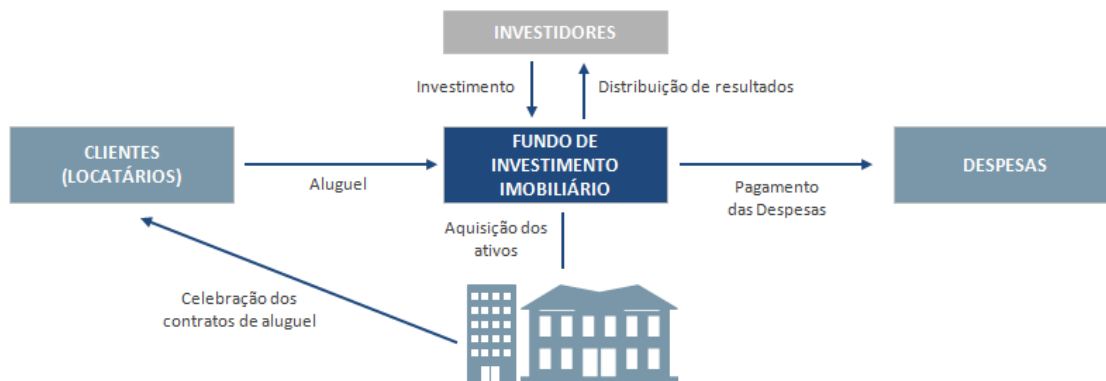 INVESTIDORES
Investimento
Distribuição de resultados
CLIENTES
(LOCATÁRIOS)
Aluguel
FUNDO DE
INVESTIMENTO
IMOBILIÁRIO
Pagamento
das Despesas
DESPESAS
Aquisição dos
ativos
Celebração dos
contratos de aluguel